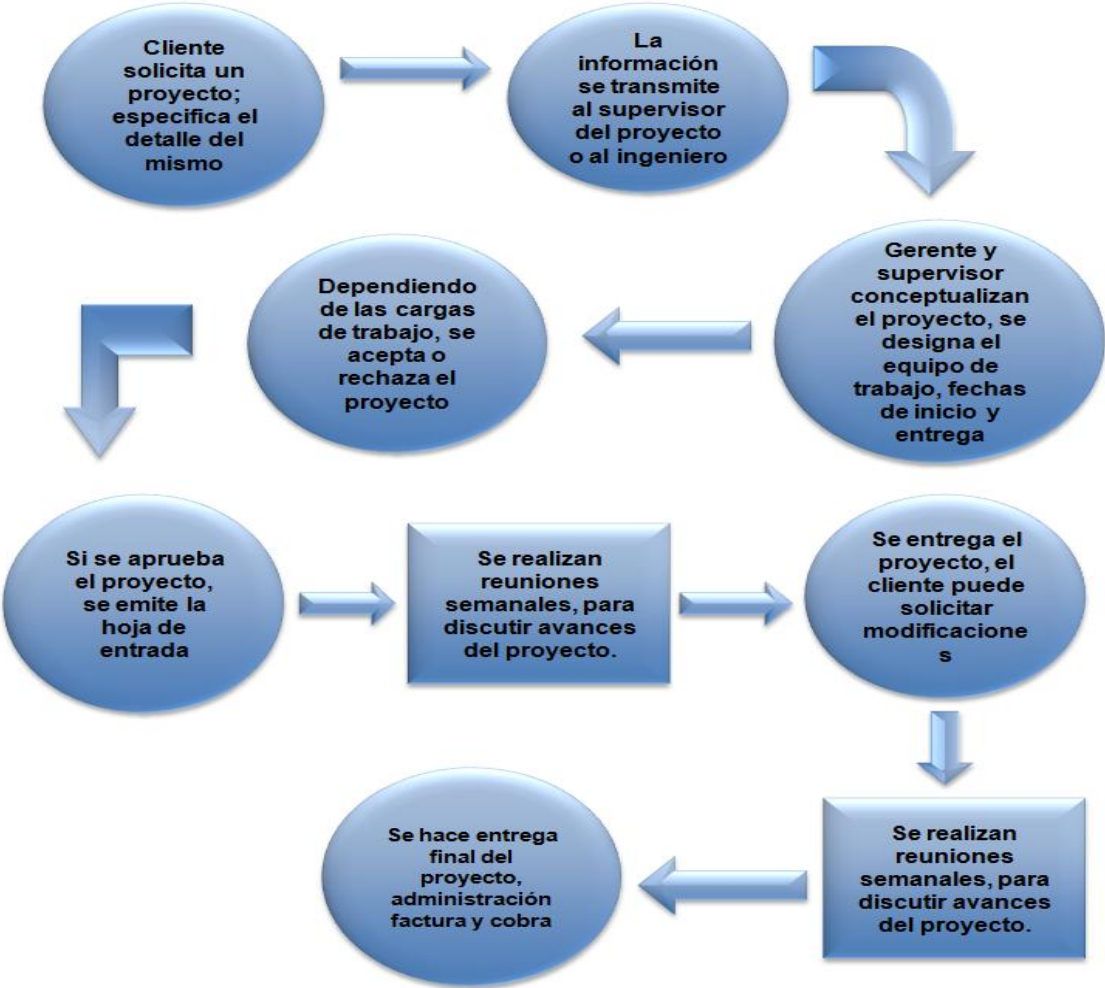 Cliente
solicita un
proyecto;
especifica el
detalle del
mismo
La
información
se transmite
al supervisor
del proyecto
o al ingeniero
Gerente y
supervisor
conceptualizan
el proyecto, se
designa el
equipo de
trabajo, fechas
de inicio y
entrega
Dependiendo
de las cargas
de trabajo, se
acepta o
rechaza el
proyecto
Si se aprueba
el proyecto,
se emite la
hoja de
entrada
Se realizan
reuniones
semanales, para
discutir avances
del proyecto.
Se entrega el
proyecto, el
cliente puede
solicitar
modificacione
s
Se realizan
reuniones
semanales, para
discutir avances
del proyecto.
Se hace entrega
final del
proyecto,
administración
factura y cobra